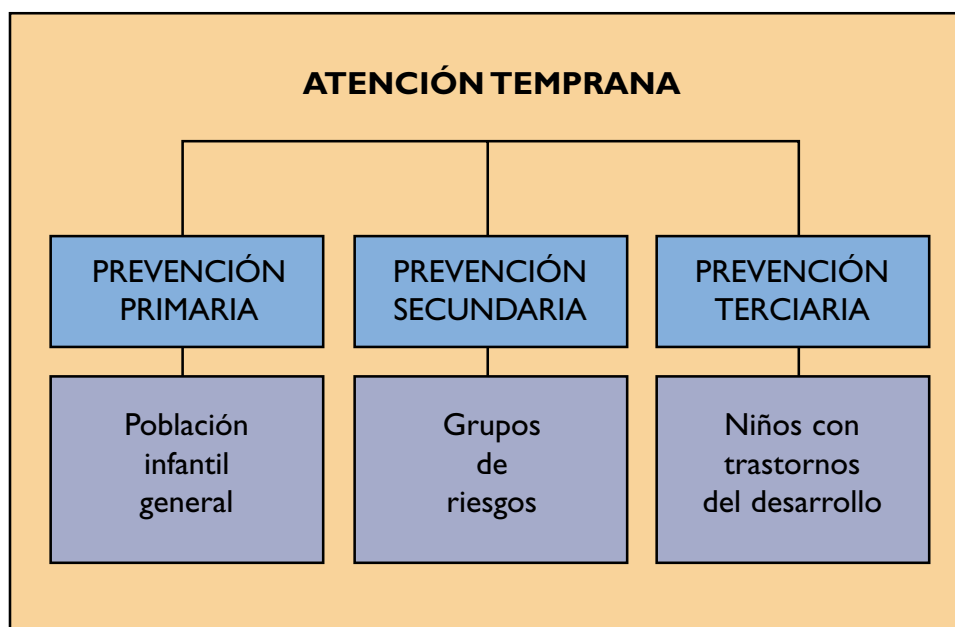 ATENCIÓN TEMPRANA
PREVENCIÓN
PRIMARIA
PREVENCIÓN
SECUNDARIA
PREVENCIÓN
TERCIARIA
Población
infantil
general
Grupos
de
riesgos
Niños con
trastornos
del desarrollo